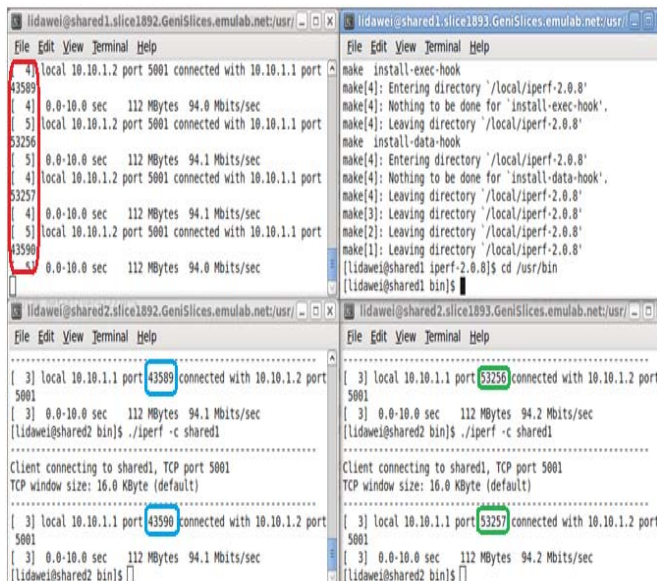 lidawei@shared1.slice1892.GeniSlices.emulab.net:/usr/
File Edit View Terminal Help
4] local 10.10.1.2 port 5001 connected with 10.10.1.1 port
43589
[ 4] 0.0-10.0 sec 112 MBytes 94.0 Mbits/sec
[ 5] local 10.10.1.2 port 5001 connected with 10.10.1.1 port
53256
[ 5] 0.0-10.0 sec 112 MBytes 94.1 Mbits/sec
[ 4] local 10.10.1.2 port 5001 connected with 10.10.1.1 port
53257
[ 4] 0.0-10.0 sec 112 MBytes 94.1 Mbits/sec
[ 5] local 10.10.1.2 port 5001 connected with 10.10.1.1 port
43590
5] 0.0-10.0 sec 112 MBytes 94.0 Mbits/sec
lidawei@shared1.slice1893.GeniSlices.emulab.net:/usr/
File Edit View Terminal Help
make install-exec-hook
make[4]: Entering directory `/local/iperf-2.0.8'
make[4]: Nothing to be done for `install-exec-hook'.
make[4]: Leaving directory `/local/iperf-2.0.8'
make install-data-hook
make[4]: Entering directory `/local/iperf-2.0.8'
make[4]: Nothing to be done for `install-data-hook'.
make[4]: Leaving directory `/local/iperf-2.0.8'
make[3]: Leaving directory `/local/iperf-2.0.8'
make[2]: Leaving directory `/local/iperf-2.0.8'
make[1]: Leaving directory `/local/iperf-2.0.8'
[lidawei@shared1 iperf-2.0.8]$ cd /usr/bin
[lidawei@shared1 bin]$
lidawei@shared2.slice1892.GeniSlices.emulab.net:/usr/
File Edit View Terminal Help
------------------------------------------------------------
[ 3] local 10.10.1.1 port 43589 connected with 10.10.1.2 port
5001
[ 3] 0.0-10.0 sec 112 MBytes 94.1 Mbits/sec
[lidawei@shared2 bin]$ ./iperf -c shared1
------------------------------------------------------------
Client connecting to shared1, TCP port 5001
TCP window size: 16.0 KByte (default)
------------------------------------------------------------
[ 3] local 10.10.1.1 port 43590 connected with 10.10.1.2 port
5001
[ 3] 0.0-10.0 sec 112 MBytes 94.1 Mbits/sec
[lidawei@shared2 bin]$
lidawei@shared2.slice1893.GeniSlices.emulab.net:/usr/
File Edit View Terminal Help
------------------------------------------------------------
[ 3] local 10.10.1.1 port 53256 connected with 10.10.1.2 port
5001
[ 3] 0.0-10.0 sec 112 MBytes 94.2 Mbits/sec
[lidawei@shared2 bin]$ ./iperf -c shared1
------------------------------------------------------------
Client connecting to shared1, TCP port 5001
TCP window size: 16.0 KByte (default)
------------------------------------------------------------
[ 3] local 10.10.1.1 port 53257 connected with 10.10.1.2 port
5001
[ 3] 0.0-10.0 sec 112 MBytes 94.2 Mbits/sec
[lidawei@shared2 bin]$